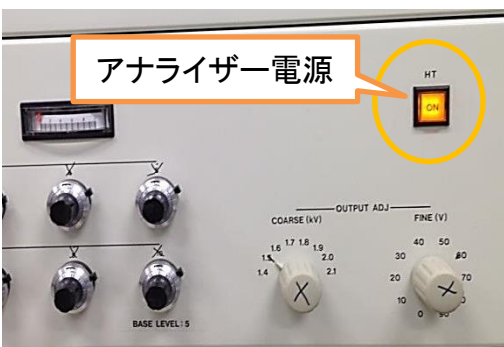 アナライザー電源
HT
ON
OUTPUT ADJ
COARSE (kV)
FINE (V)
1.4 1.5 1.6 1.7 1.8 1.9 2.0 2.1
0 10 20 30 40 50 60 70
BASE LEVEL: 5